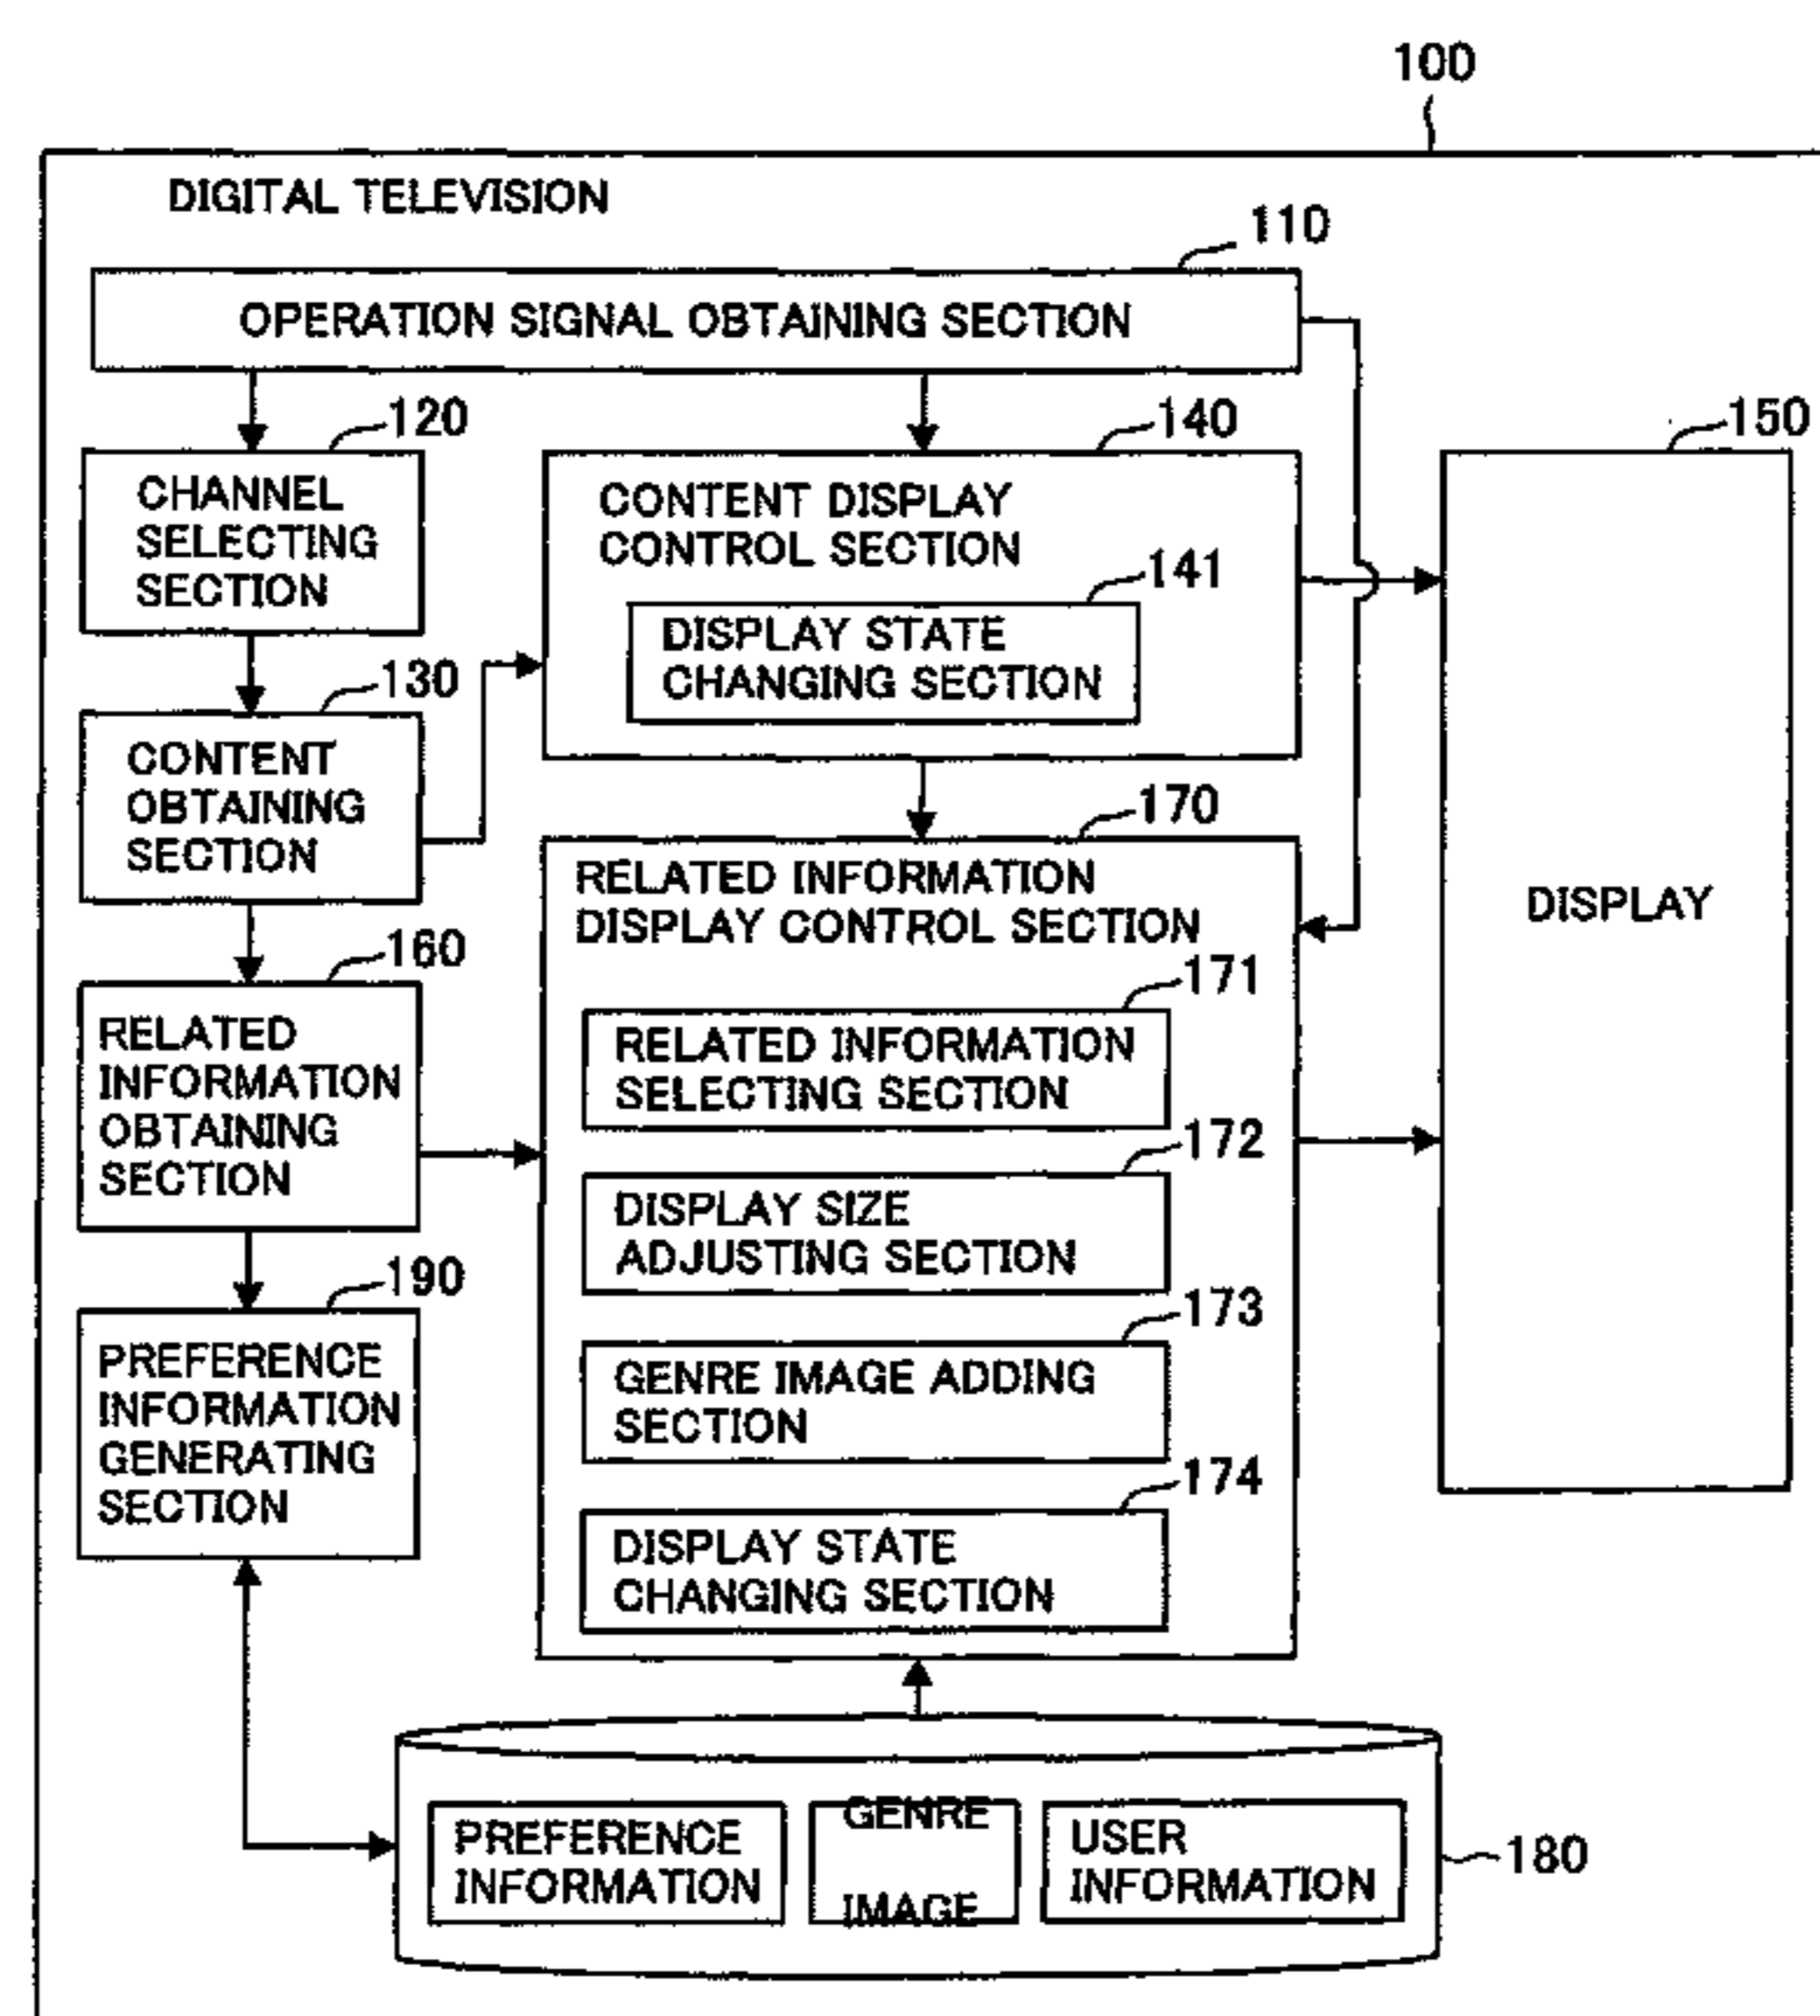 100
DIGITAL TELEVISION
110
OPERATION SIGNAL OBTAINING SECTION
120
CHANNEL
SELECTING
SECTION
140
CONTENT DISPLAY
CONTROL SECTION
141
DISPLAY STATE
CHANGING SECTION
150
DISPLAY
130
CONTENT
OBTAINING
SECTION
160
RELATED
INFORMATION
OBTAINING
SECTION
170
RELATED INFORMATION
DISPLAY CONTROL SECTION
171
RELATED INFORMATION
SELECTING SECTION
172
DISPLAY SIZE
ADJUSTING SECTION
173
GENRE IMAGE ADDING
SECTION
174
DISPLAY STATE
CHANGING SECTION
190
PREFERENCE
INFORMATION
GENERATING
SECTION
PREFERENCE
INFORMATION
GENRE
IMAGE
USER
INFORMATION
180